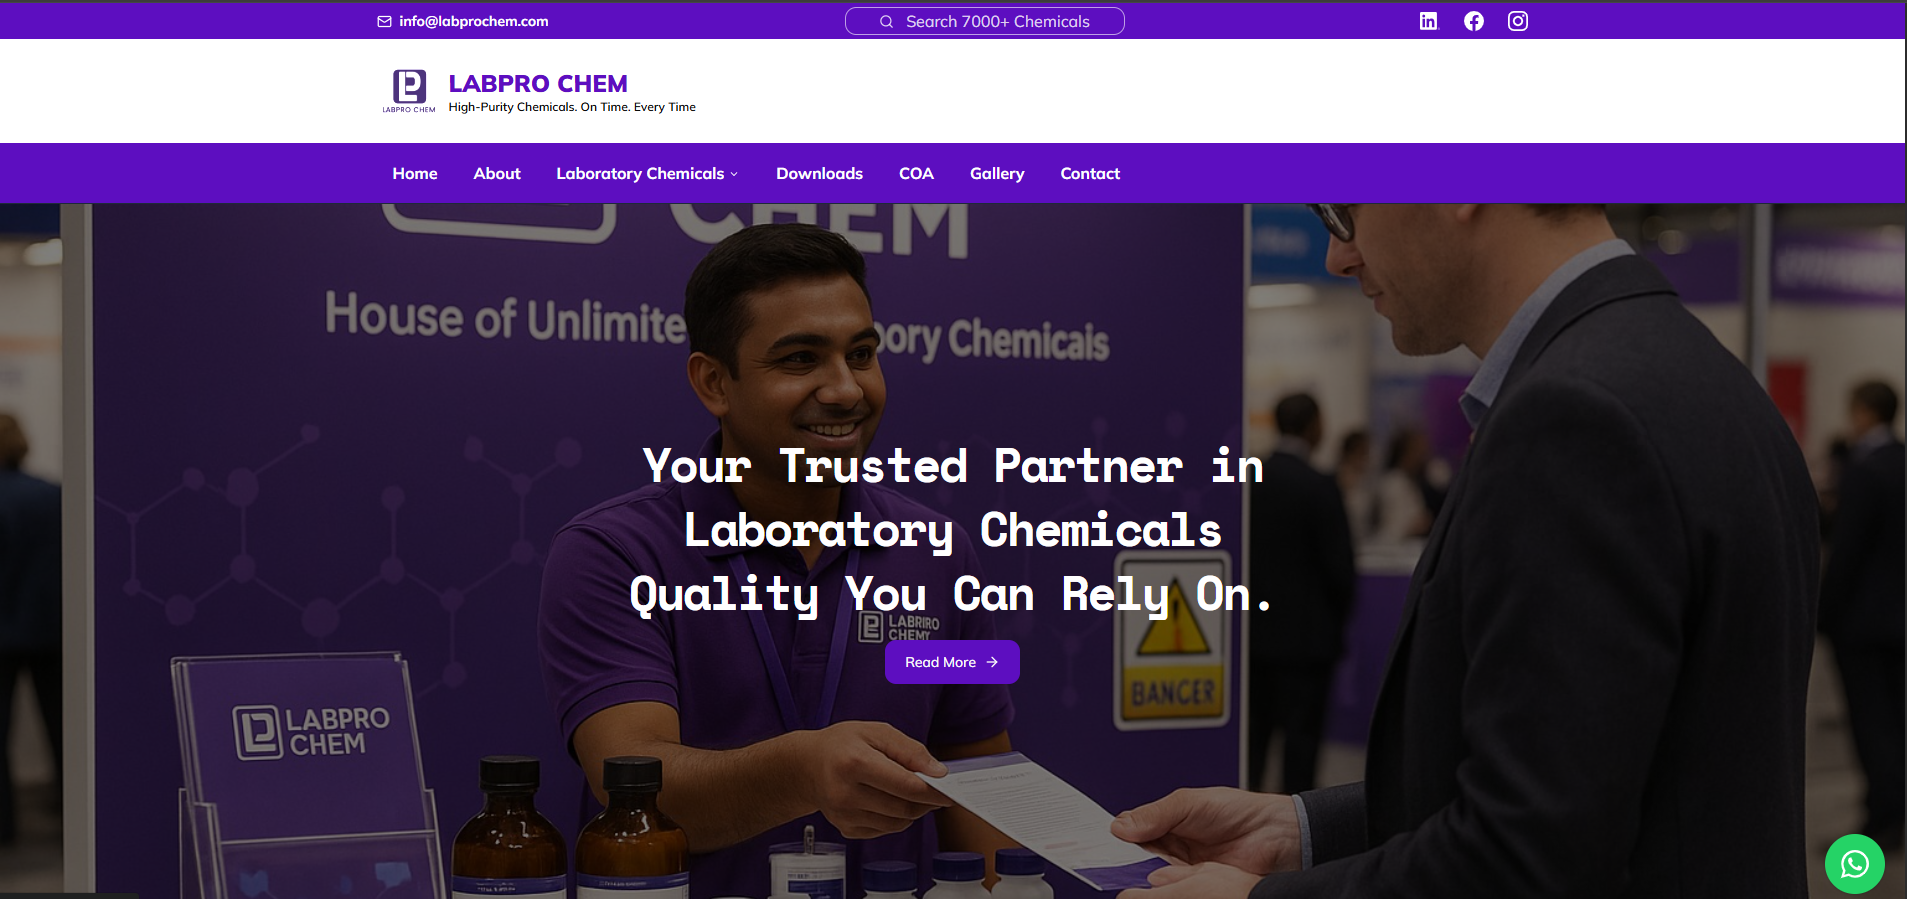 info@labprochem.com
Search 7000+ Chemicals
LABPRO CHEM
LABPRO CHEM
High-Purity Chemicals. On Time. Every Time
Home
About
Laboratory Chemicals
Downloads
COA
Gallery
Contact
CHEM
House of Unlimite
ory Chemicals
Your Trusted Partner in
Laboratory Chemicals
Quality You Can Rely On.
LABRIRO
CHEMY
Read More
BANCER
LABPRO
CHEM